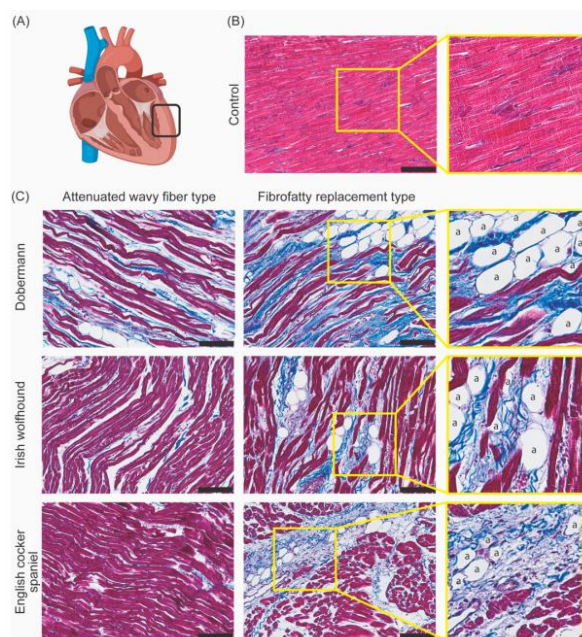 (A)
(B)
Control
(C)
Attenuated wavy fiber type
Fibrofatty replacement type
Dobermann
a a a a a a a a a a a a
Irish wolfhound
a a a a a a a
English cocker
spaniel
a a a a a a a a